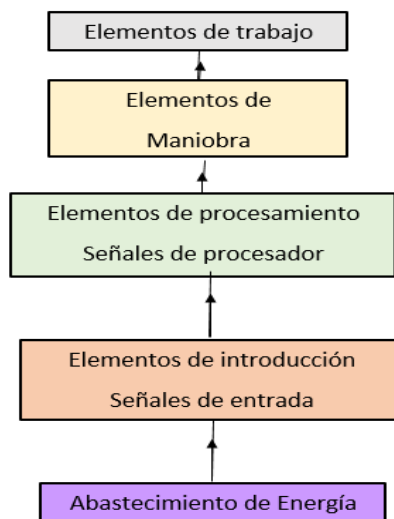 Elementos de trabajo
Elementos de
Maniobra
Elementos de procesamiento
Señales de procesador
Elementos de introducción
Señales de entrada
Abastecimiento de Energía